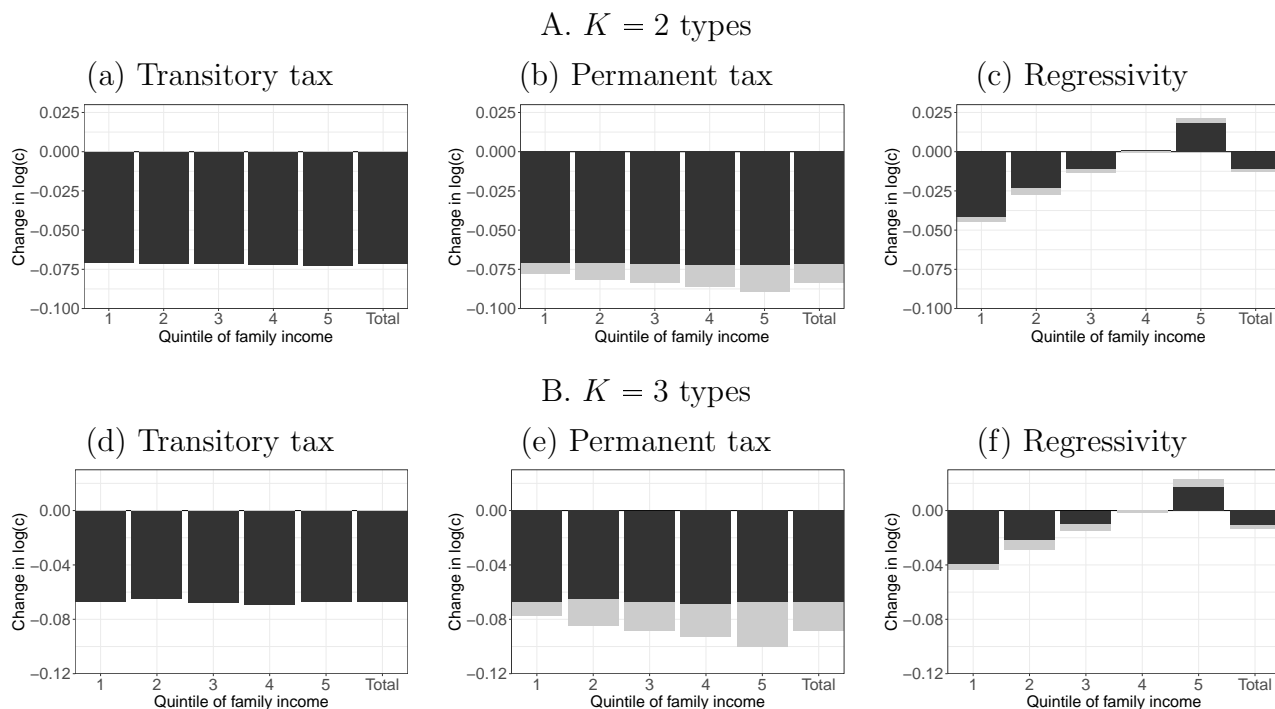 A. K = 2 types
(a) Transitory tax
(b) Permanent tax
(c) Regressivity
Change in log(c)
0.025
0.000
−0.025
−0.050
−0.075
−0.100
1 2 3 4 5 Total
Quintile of family income
Change in log(c)
0.025
0.000
−0.025
−0.050
−0.075
−0.100
1 2 3 4 5 Total
Quintile of family income
Change in log(c)
0.025
0.000
−0.025
−0.050
−0.075
−0.100
1 2 3 4 5 Total
Quintile of family income
B. K = 3 types
(d) Transitory tax
(e) Permanent tax
(f) Regressivity
Change in log(c)
0.00
−0.04
−0.08
−0.12
1 2 3 4 5 Total
Quintile of family income
Change in log(c)
0.00
−0.04
−0.08
−0.12
1 2 3 4 5 Total
Quintile of family income
Change in log(c)
0.00
−0.04
−0.08
−0.12
1 2 3 4 5 Total
Quintile of family income